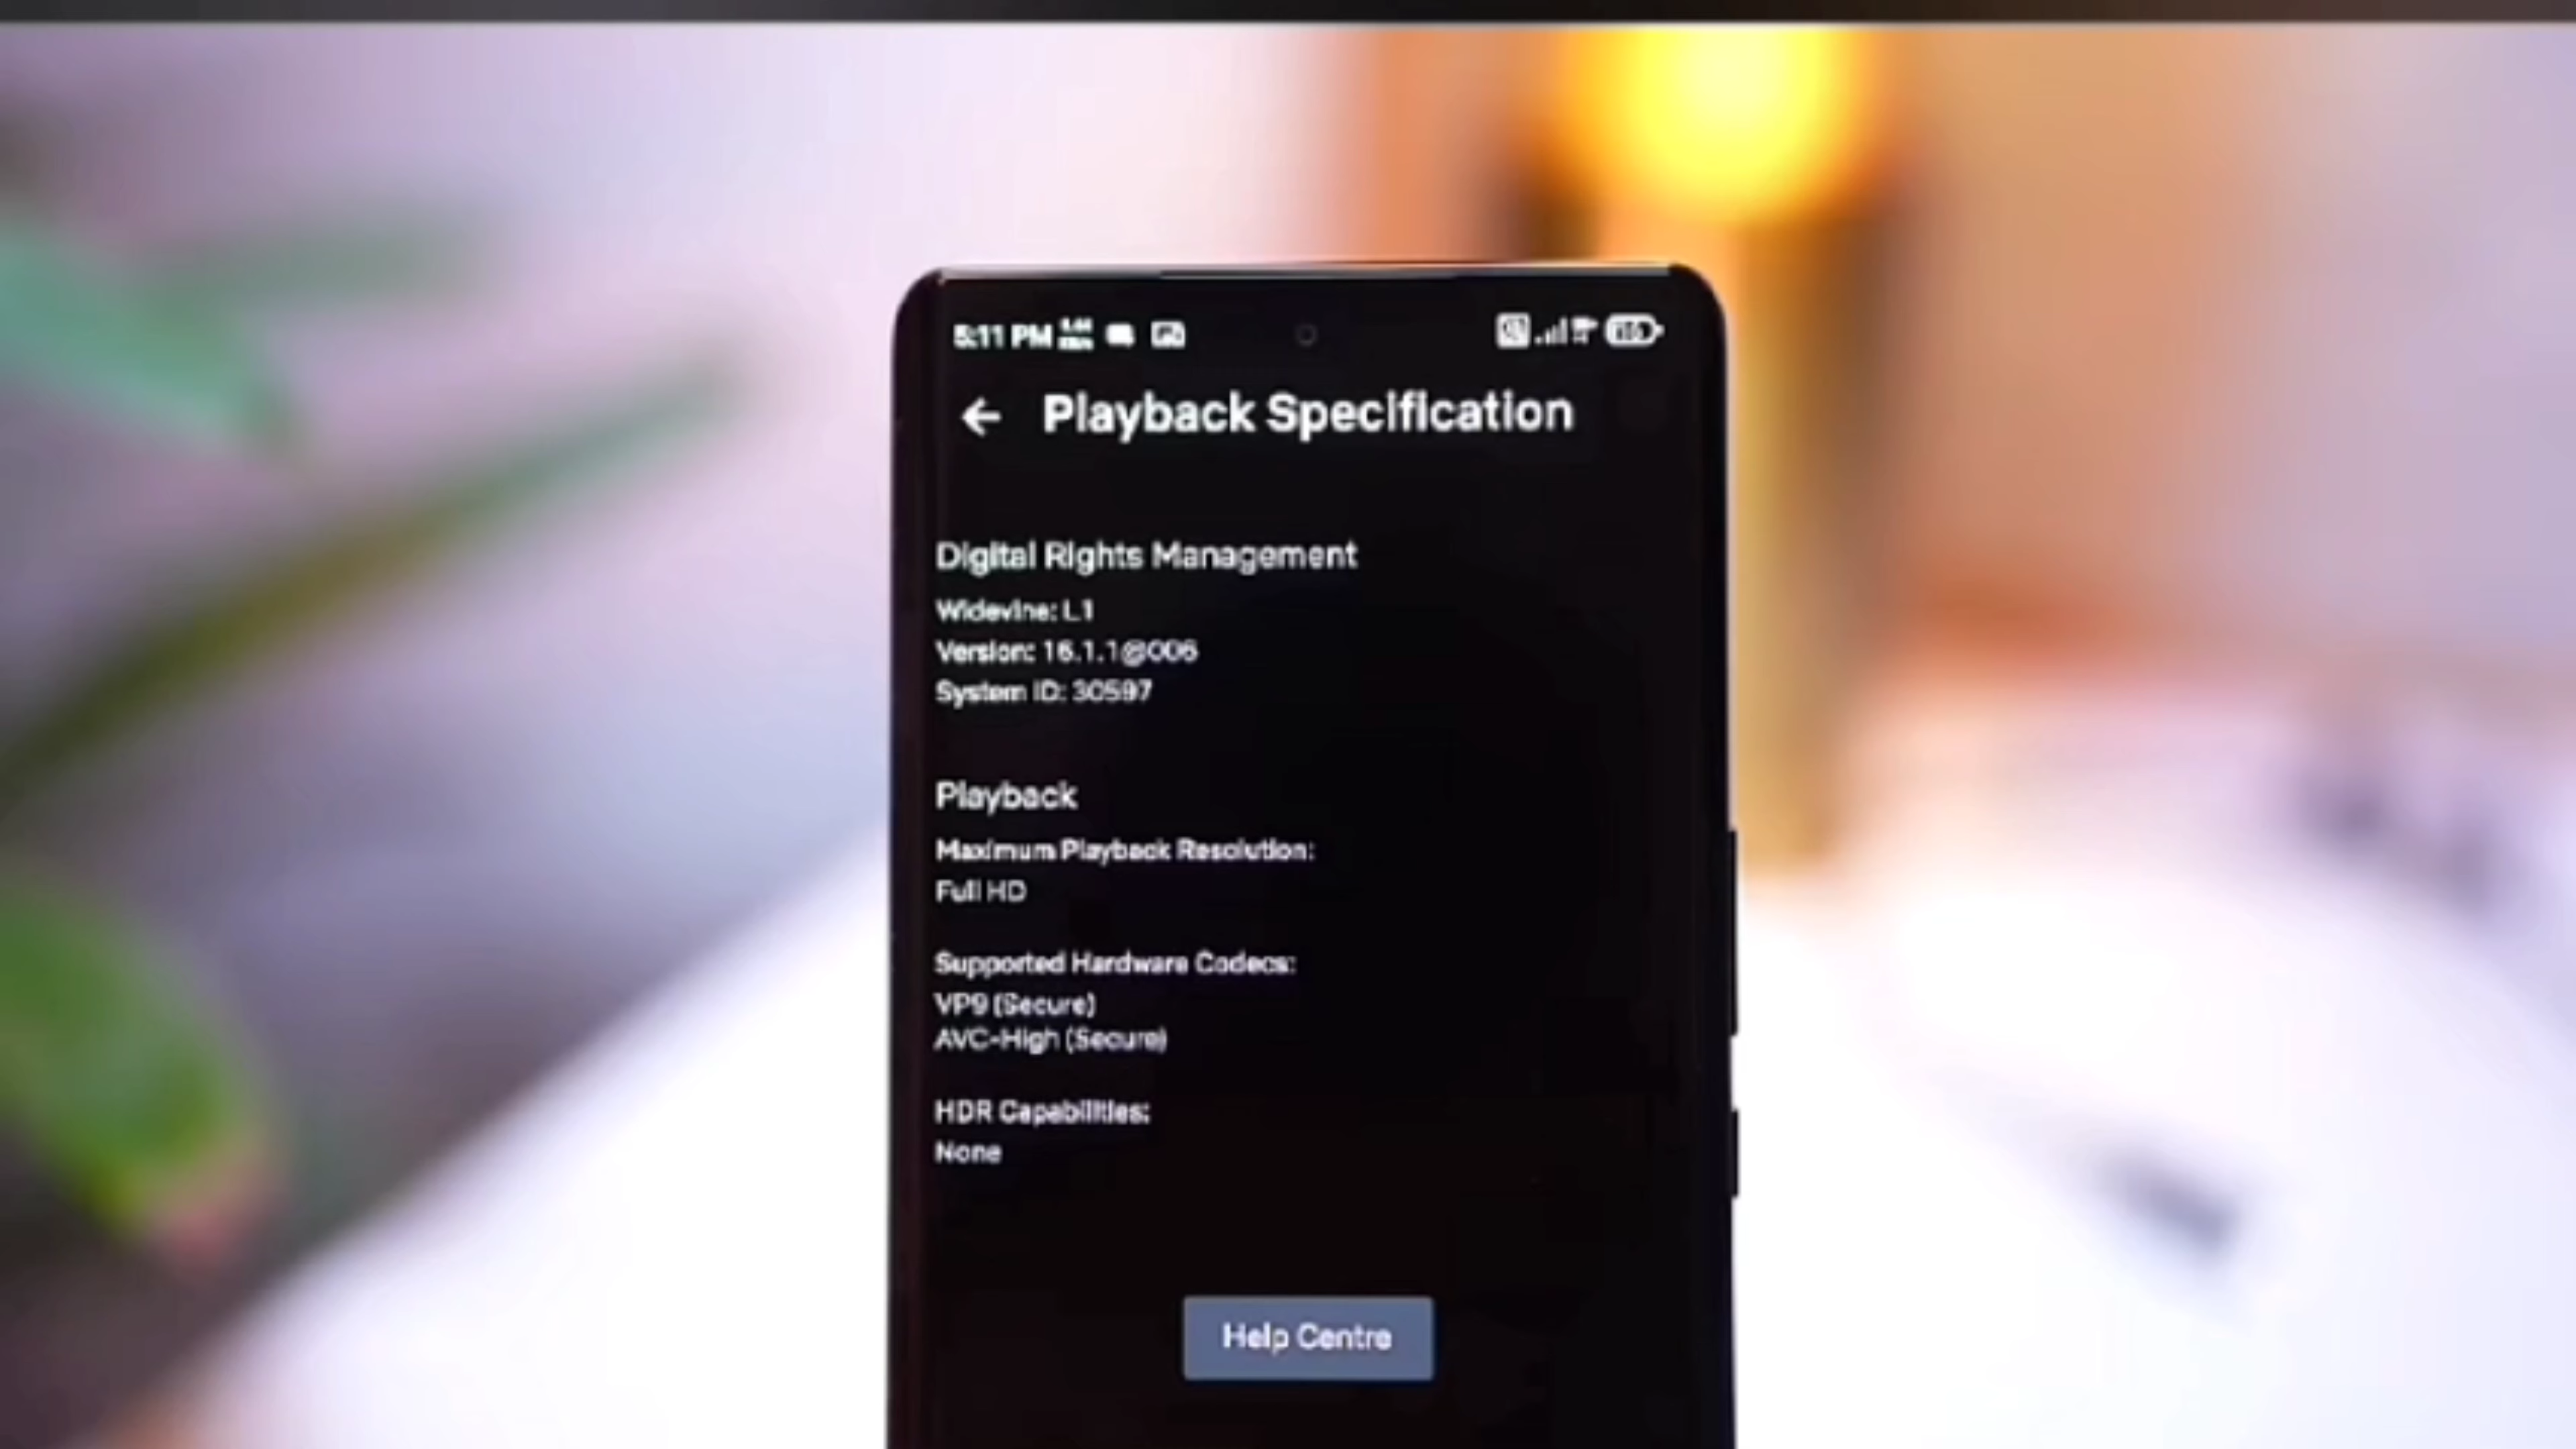 5:11 PM
Playback Specification
Digital Rights Management
Widevine: L1
Version: 16.1.1@006
System ID: 30597
Playback
Maximum Playback Resolution:
Full HD
Supported Hardware Codecs:
VP9 (Secure)
AVC-High (Secure)
HDR Capabilities:
None
Help Centre